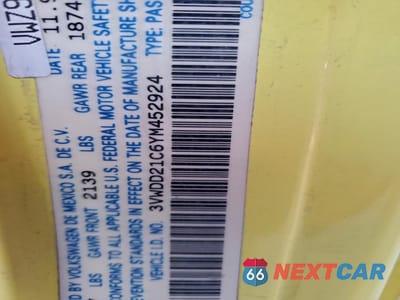 VWZ9
DATE: 11.9
D BY VOLKSWAGEN DE MEXICO S.A. DE C.V.
LBS GAWR FRONT 2139 LBS GAWR REAR 1874
CONFORMS TO ALL APPLICABLE U.S. FEDERAL MOTOR VEHICLE SAFETY
VENTION STANDARDS IN EFFECT ON THE DATE OF MANUFACTURE SH
VEHICLE I.D. NO. 3VWDD21C6YM452924 TYPE: PAS
COU
66 NEXTCAR